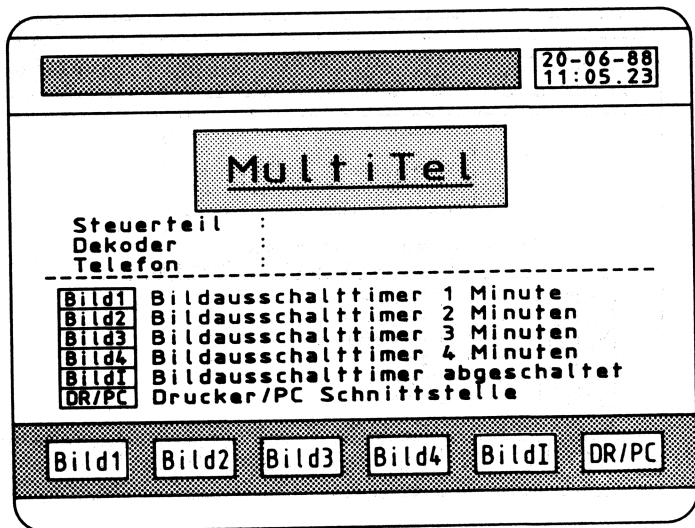 20-06-88
11:05.23
MultiTel
Steuerteil :
Dekoder :
Telefon :
Bild1 Bildausschalttimer 1 Minute
Bild2 Bildausschalttimer 2 Minuten
Bild3 Bildausschalttimer 3 Minuten
Bild4 Bildausschalttimer 4 Minuten
BildI Bildausschalttimer abgeschaltet
DR/PC Drucker/PC Schnittstelle
Bild1 Bild2 Bild3 Bild4 BildI DR/PC